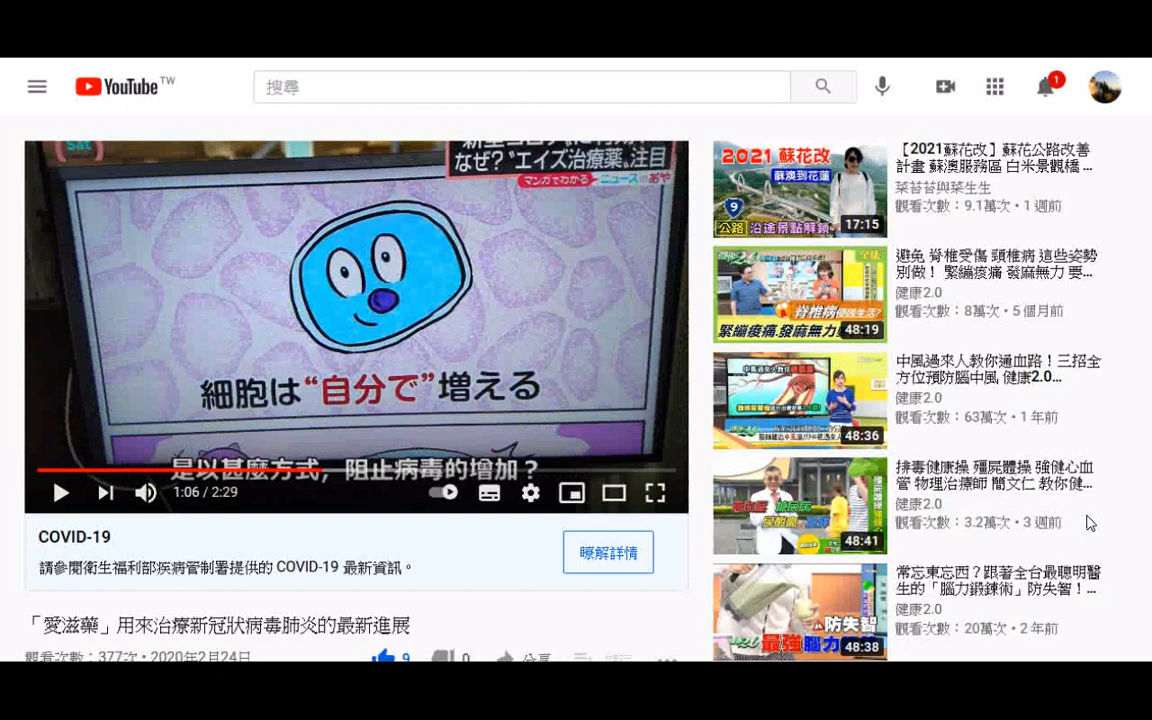 YouTube TW
搜尋
1
Sat
なぜ?“エイズ治療薬”注目
マンガでわかる
細胞は“自分で”増える
是以甚麼方式，阻止病毒的增加？
1:06 / 2:29
COVID-19
請參閱衛生福利部疾病管制署提供的 COVID-19 最新資訊。
瞭解詳情
「愛滋藥」用來治療新冠狀病毒肺炎的最新進展
觀看次數：377次・2020年2月24日
9
0
分享
2021 蘇花改
蘇澳到花蓮
9
公路
沿途景點解鎖
17:15
【2021蘇花改】蘇花公路改善
計畫 蘇澳服務區 白米景觀橋 ...
菜苔苔與菜生生
觀看次數：9.1萬次・1 週前
脊椎病
緊繃痠痛.發麻無力
48:19
避免 脊椎受傷 頸椎病 這些姿勢
別做！ 緊繃痠痛 發麻無力 要...
健康2.0
觀看次數：8萬次・5 個月前
48:36
中風過來人教你通血路！三招全
方位預防腦中風 健康2.0...
健康2.0
觀看次數：63萬次・1 年前
48:41
排毒健康操 殭屍體操 強健心血
管 物理治療師 簡文仁 教你健...
健康2.0
觀看次數：3.2萬次・3 週前
防失智!
最強腦力
48:38
常忘東忘西？跟著全台最聰明醫
生的「腦力鍛鍊術」防失智！...
健康2.0
觀看次數：20萬次・2 年前